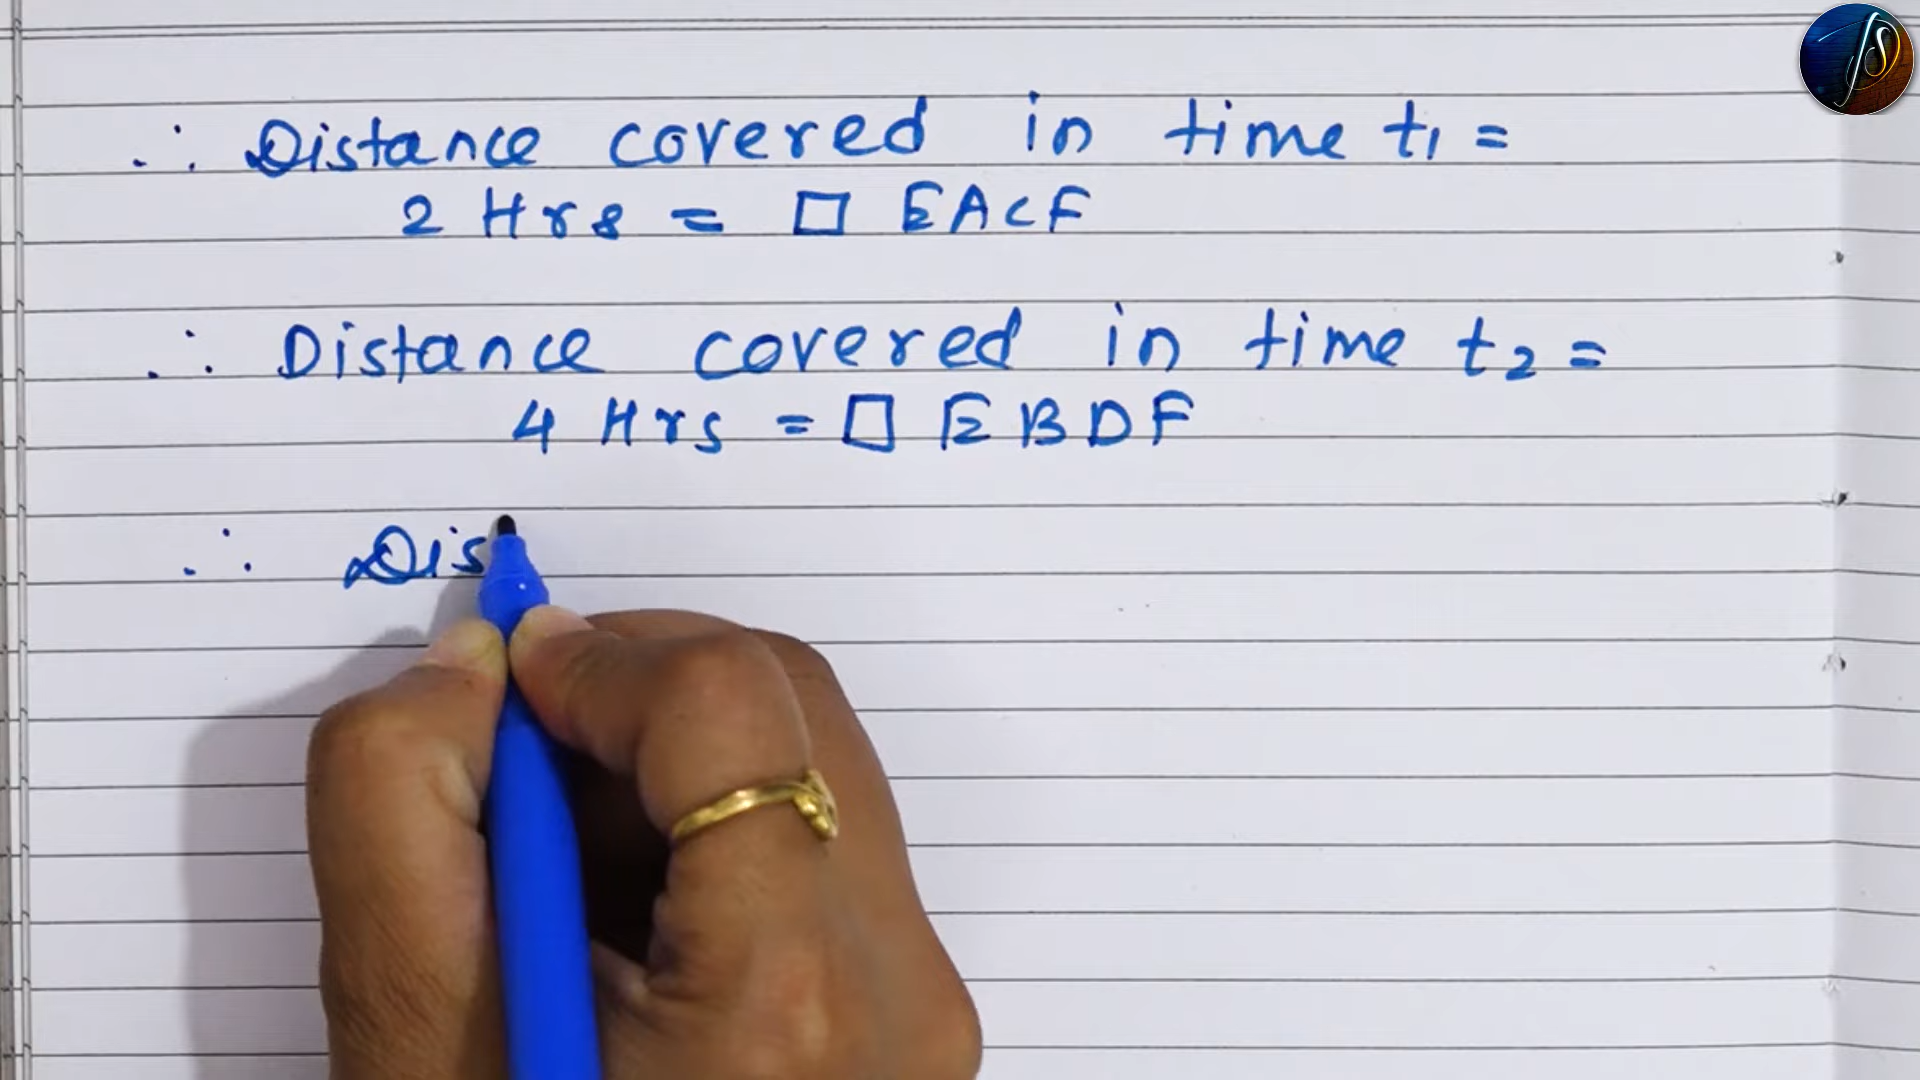 ∴ Distance covered in time t1 =
2 Hrs = □ EACF
∴ Distance covered in time t2 =
4 Hrs = □ EBDF
∴ Dis